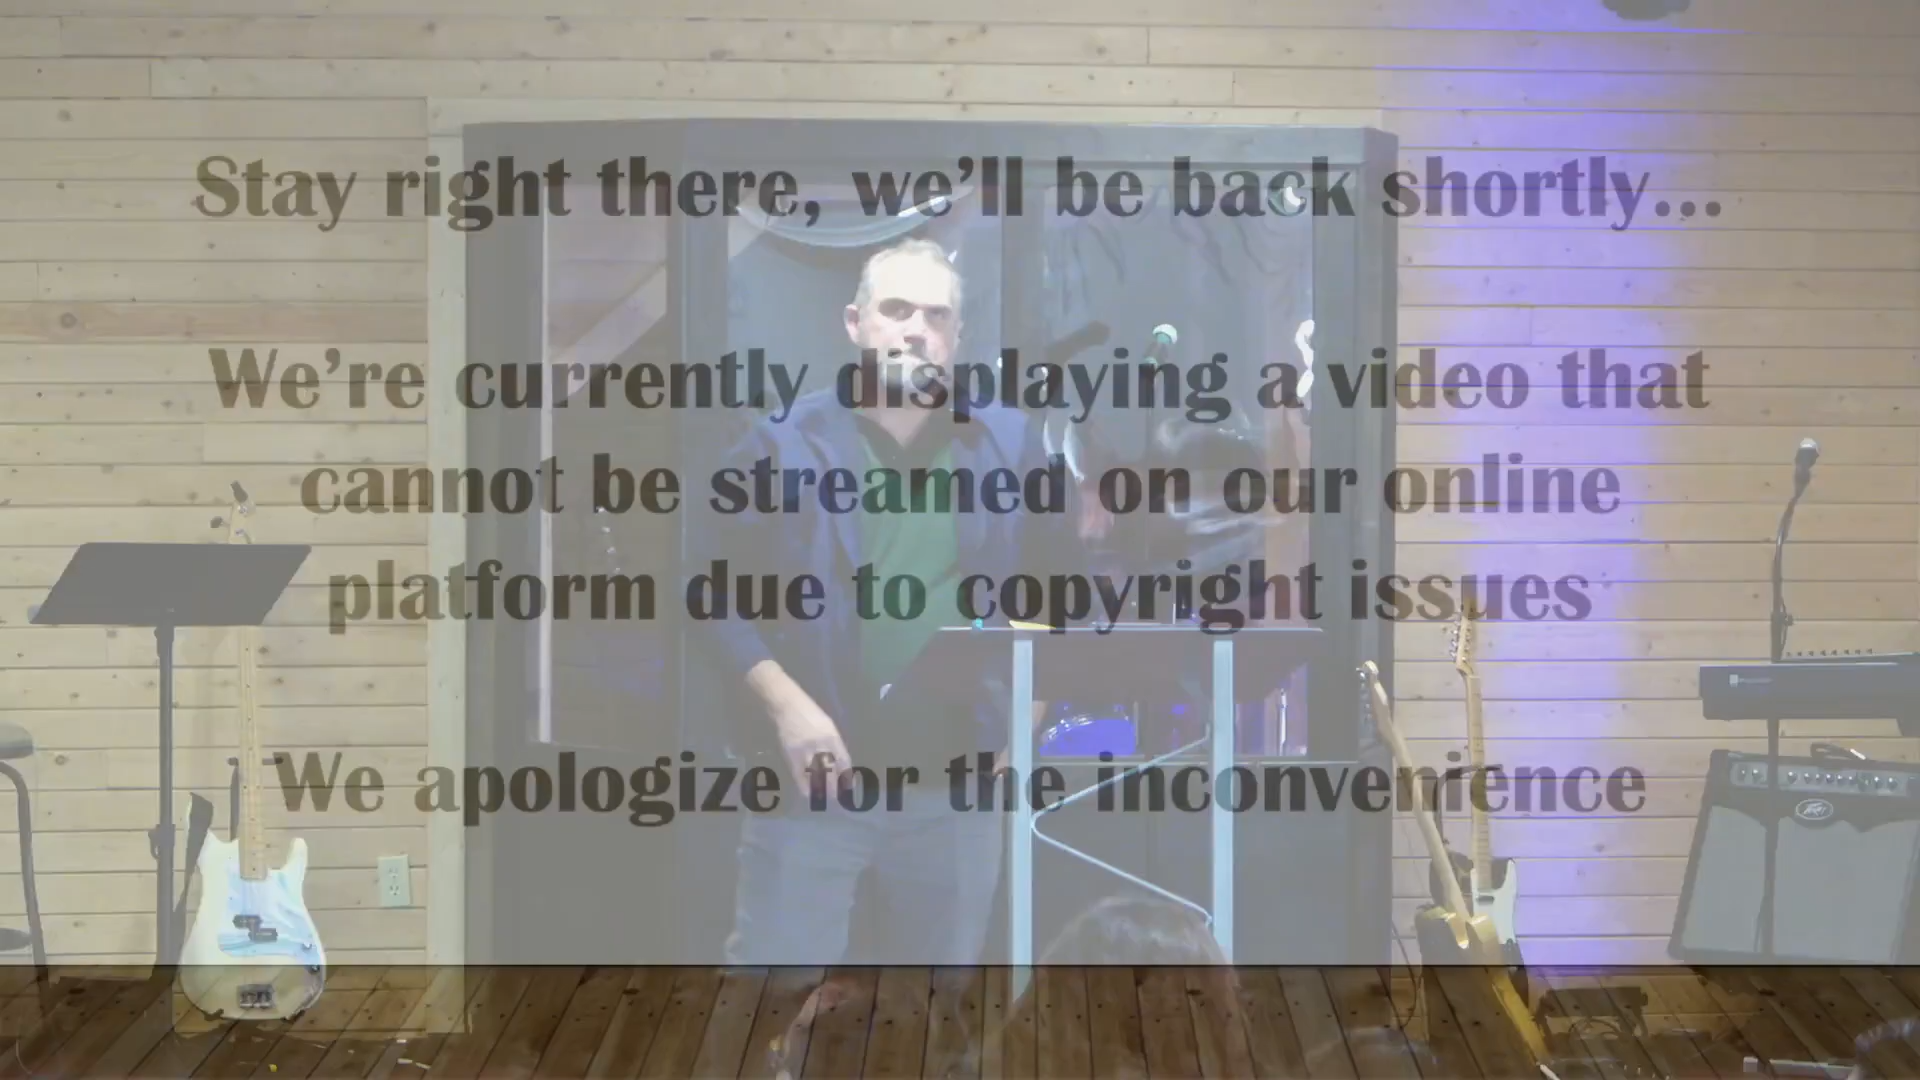 Stay right there, we'll be back shortly...
We're currently displaying a video that
cannot be streamed on our online
platform due to copyright issues
We apologize for the inconvenience
PEAVEY